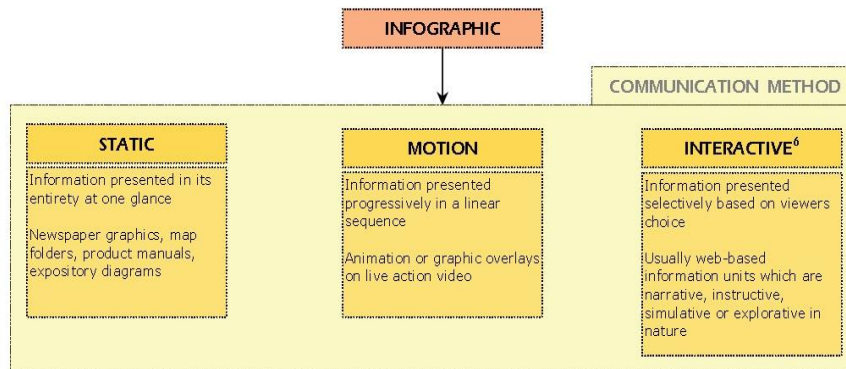 INFOGRAPHIC
COMMUNICATION METHOD
STATIC
Information presented in its
entirety at one glance
Newspaper graphics, map
folders, product manuals,
expository diagrams
MOTION
Information presented
progressively in a linear
sequence
Animation or graphic overlays
on live action video
INTERACTIVE⁶
Information presented
selectively based on viewers
choice
Usually web-based
information units which are
narrative, instructive,
simulative or explorative in
nature